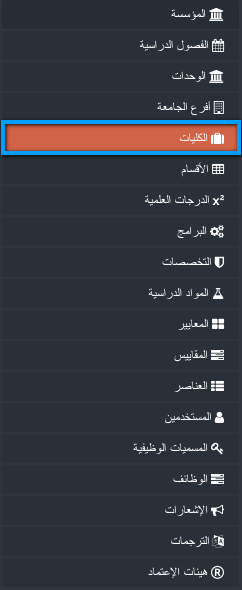 المؤسسة
الفصول الدراسية
الوحدات
أفرع الجامعة
الكليات
الأقسام
الدرجات العلمية x²
البرامج
التخصصات
المواد الدراسية
المعايير
المقاييس
العناصر
المستخدمين
المسميات الوظيفية
الوظائف
الإشعارات
الترجمات
هيئات الإعتماد ®